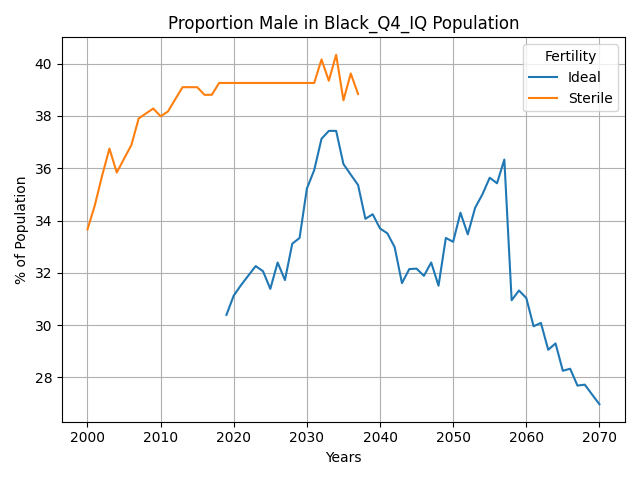 Proportion Male in Black_Q4_IQ Population
Fertility
Ideal
Sterile
% of Population
40
38
36
34
32
30
28
2000 2010 2020 2030 2040 2050 2060 2070
Years